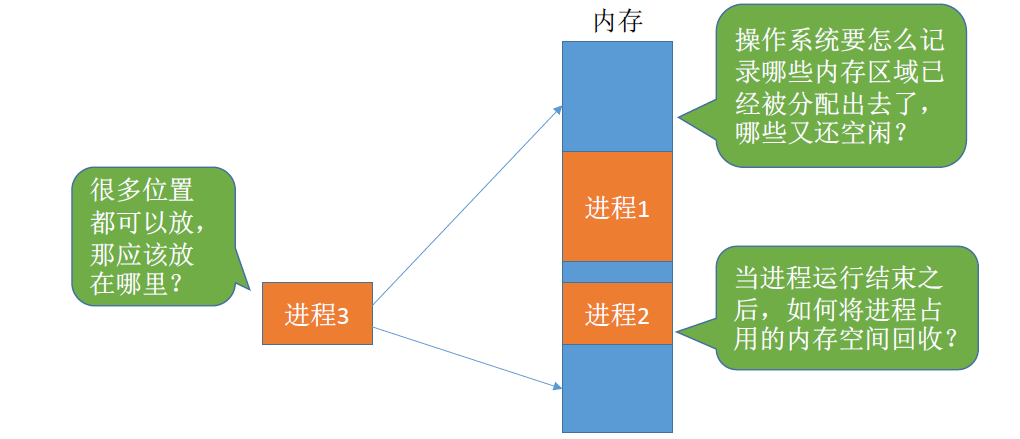 内存
操作系统要怎么记
录哪些内存区域已
经被分配出去了，
哪些又还空闲？
很多位置
都可以放，
那应该放
在哪里？
进程1
进程3
进程2
当进程运行结束之
后，如何将进程占
用的内存空间回收？